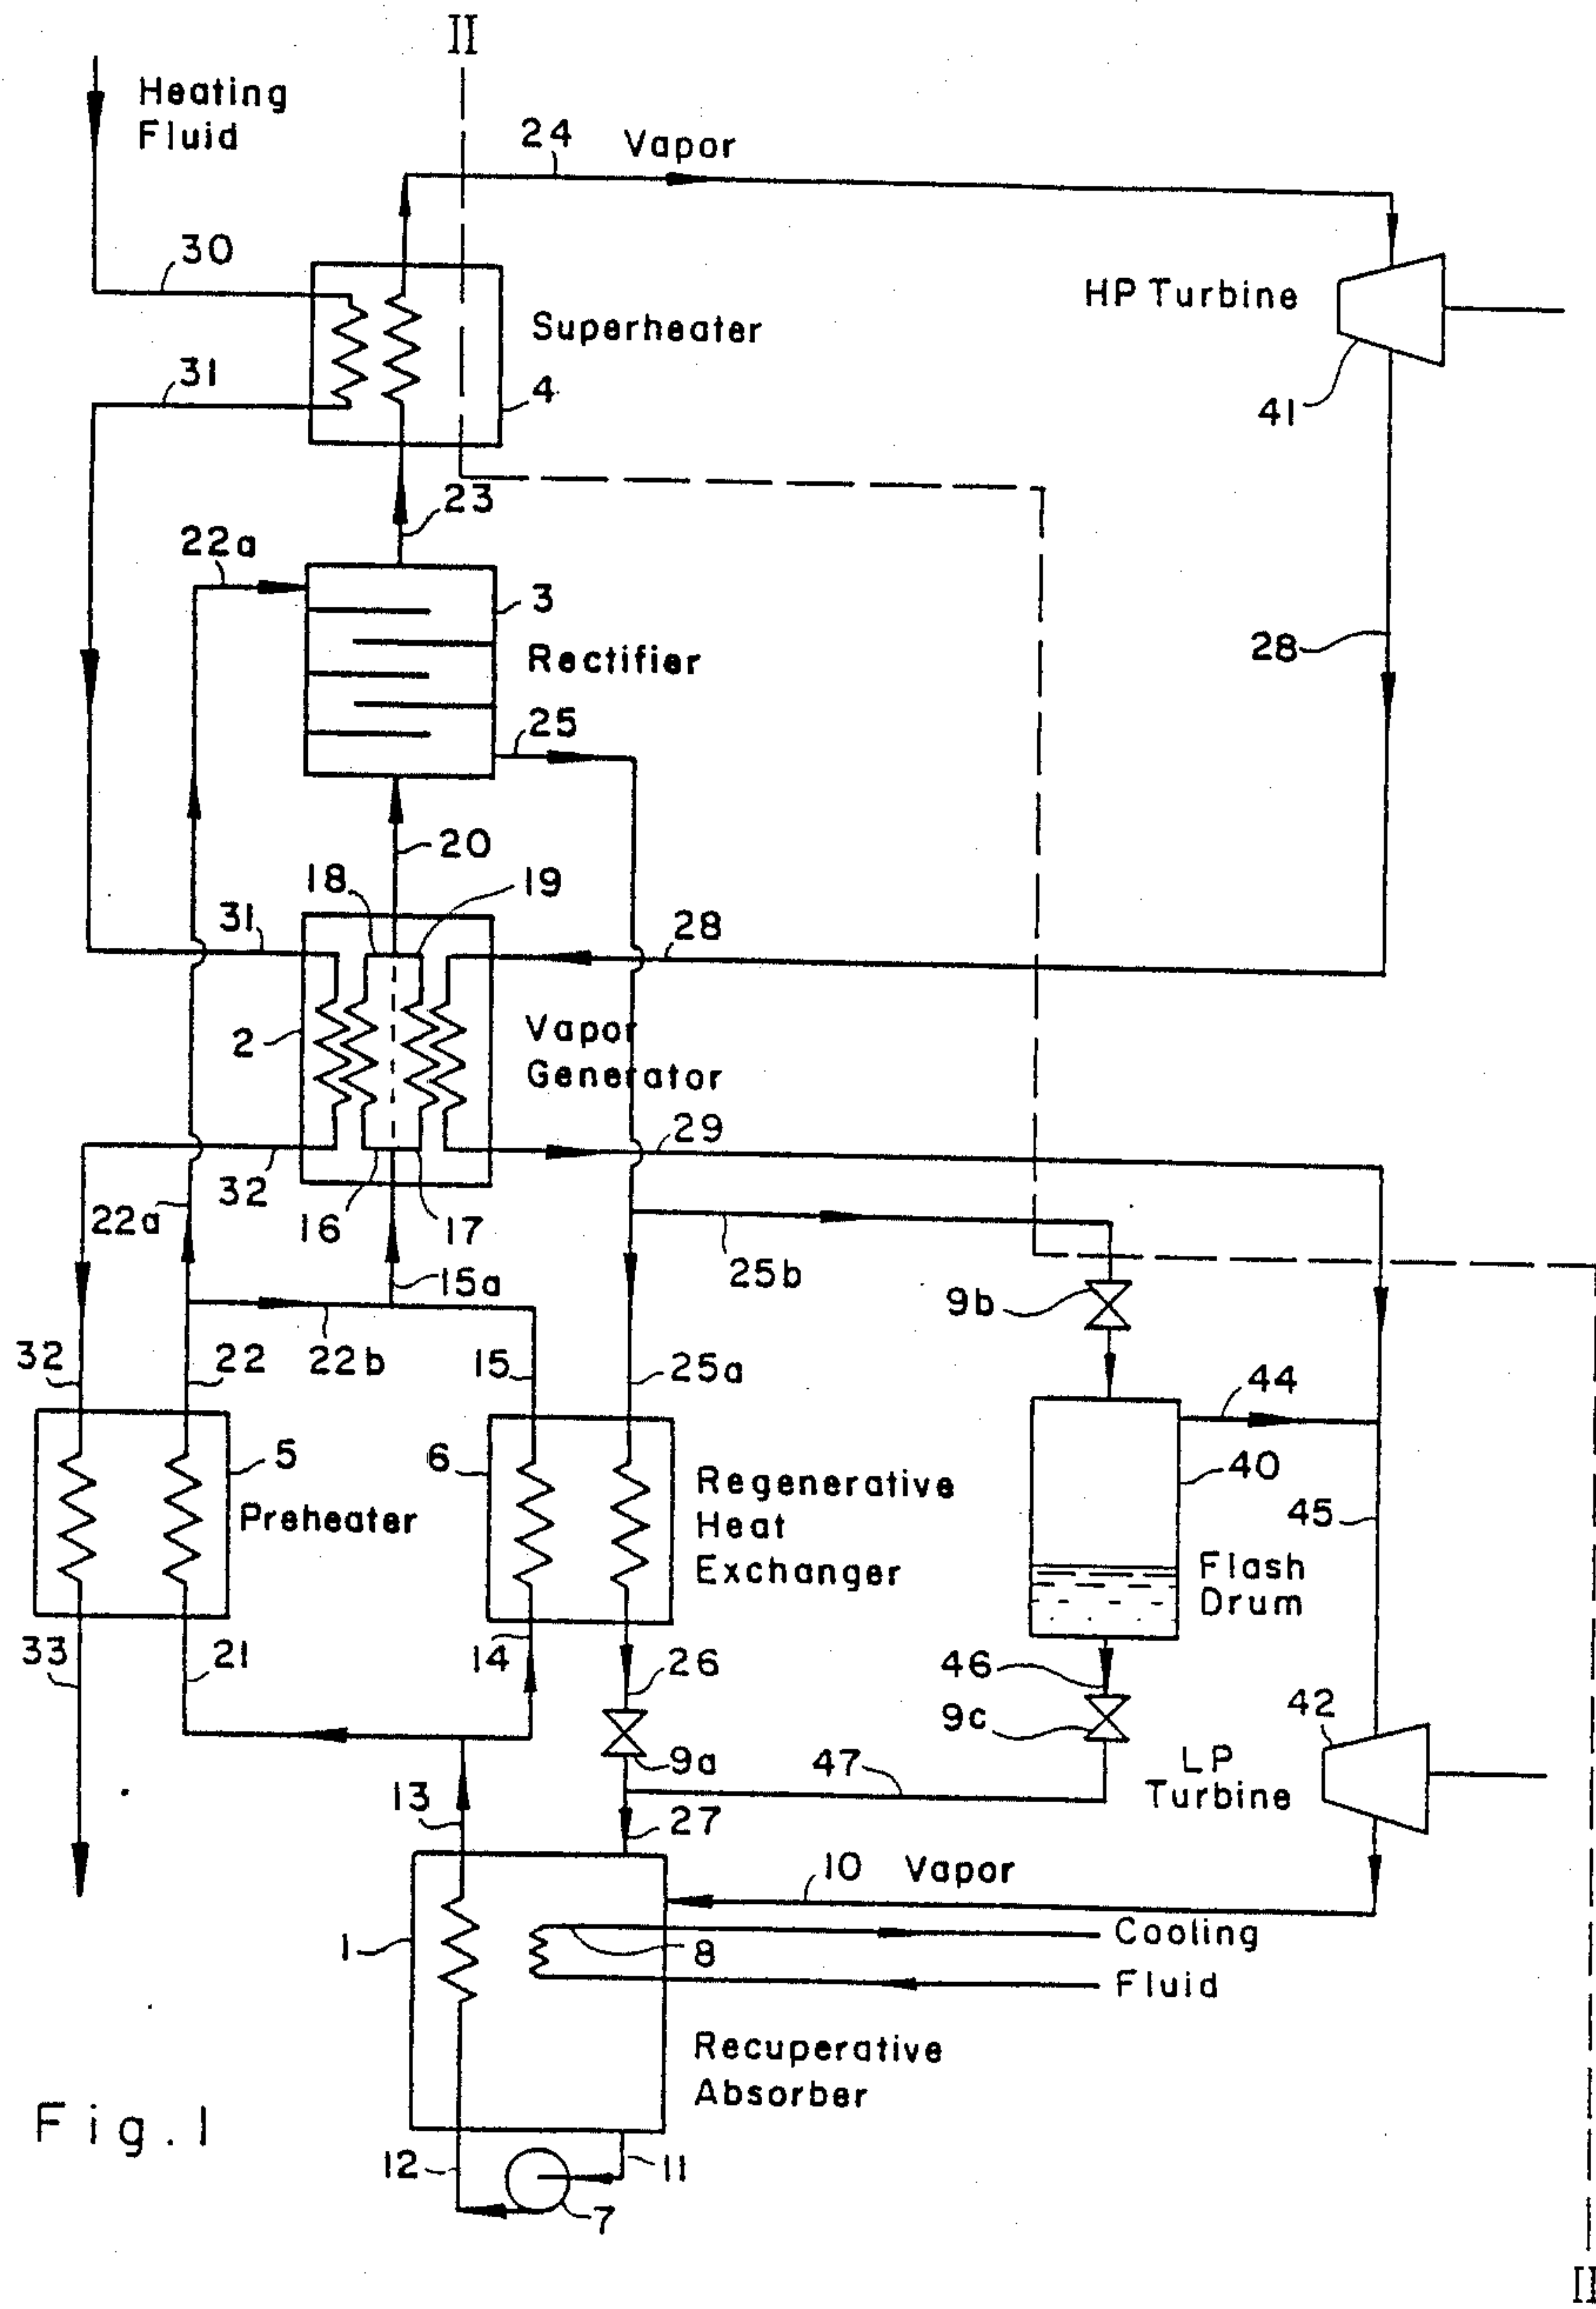 II
Heating
Fluid
24
Vapor
30
HP Turbine
Superheater
31
4
41
23
22a
3
28
Rectifier
25
20
18
19
31
28
2
Vapor
Generator
29
32
22a
16
17
25b
15a
9b
32
22
22b
15
25a
44
5
6
40
Regenerative
Heat
Exchanger
Preheater
45
Flash
Drum
33
21
14
26
46
42
9c
9a
LP
Turbine
47
13
27
10
Vapor
1
8
Cooling
Fluid
Recuperative
Absorber
Fig.1
12
11
7
II